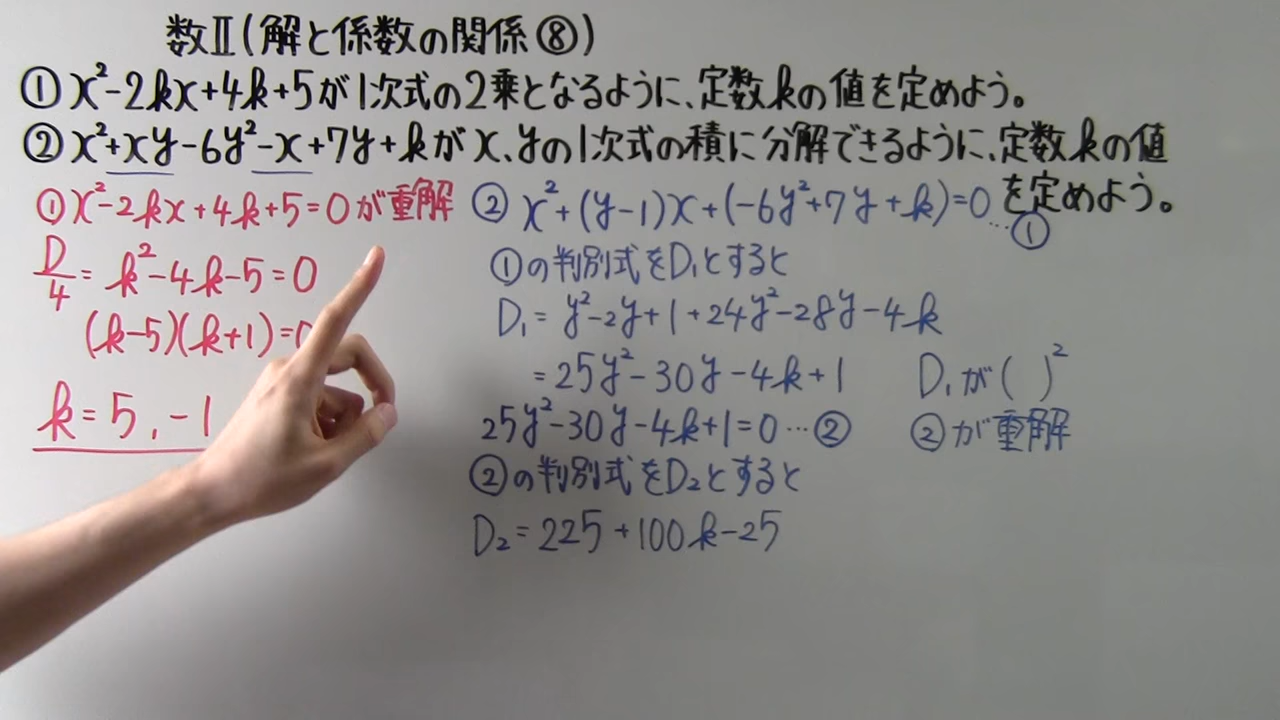 数Ⅱ(解と係数の関係⑧)
① x²-2kx+4k+5が1次式の2乗となるように、定数kの値を定めよう。
② x²+xy-6y²-x+7y+kがx、yの1次式の積に分解できるように、定数kの値
を定めよう。
① x²-2kx+4k+5=0が重解
D/4=k²-4k-5=0
(k-5)(k+1)=0
k=5,-1
② x²+(y-1)x+(-6y²+7y+k)=0…①
①の判別式をD₁とすると
D₁=y²-2y+1+24y²-28y-4k
=25y²-30y-4k+1
D₁が( )²
25y²-30y-4k+1=0…②
②が重解
②の判別式をD₂とすると
D₂=225+100k-25